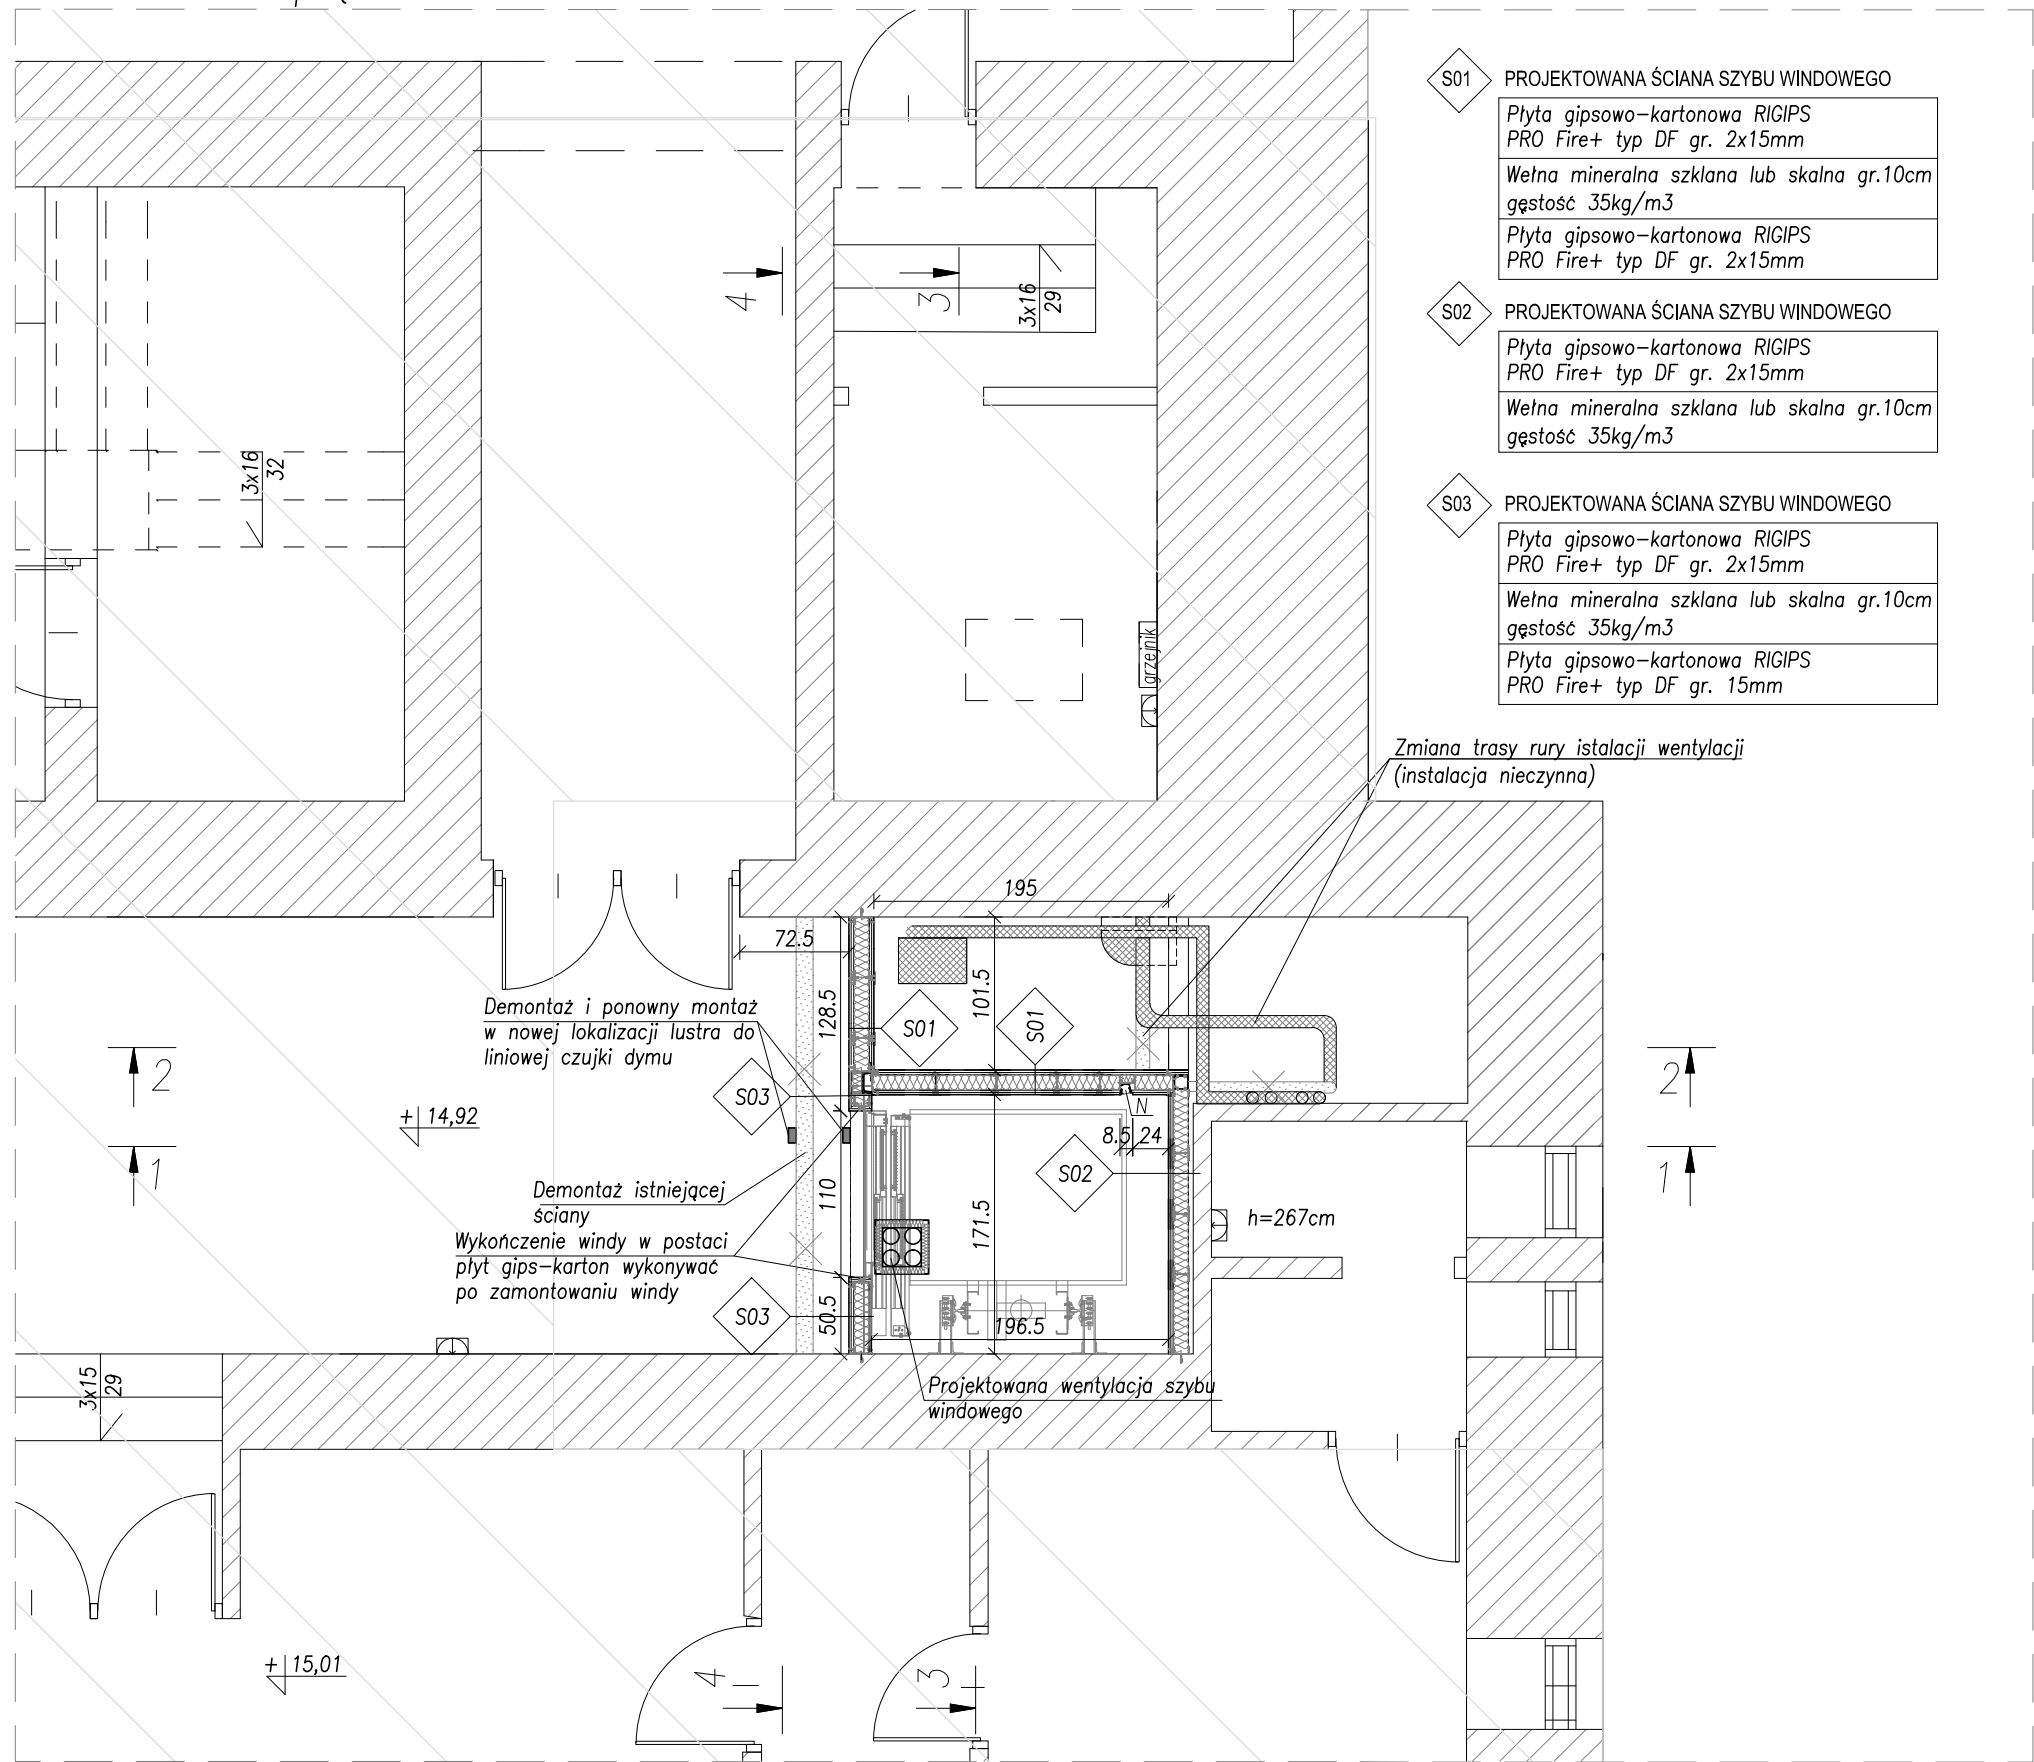 S01
PROJEKTOWANA ŚCIANA SZYBU WINDOWEGO
Płyta gipsowo-kartonowa RIGIPS
PRO Fire+ typ DF gr. 2x15mm
Wełna mineralna szklana lub skalna gr.10cm
gęstość 35kg/m3
Płyta gipsowo-kartonowa RIGIPS
PRO Fire+ typ DF gr. 2x15mm
S02
PROJEKTOWANA ŚCIANA SZYBU WINDOWEGO
Płyta gipsowo-kartonowa RIGIPS
PRO Fire+ typ DF gr. 2x15mm
Wełna mineralna szklana lub skalna gr.10cm
gęstość 35kg/m3
S03
PROJEKTOWANA ŚCIANA SZYBU WINDOWEGO
Płyta gipsowo-kartonowa RIGIPS
PRO Fire+ typ DF gr. 2x15mm
Wełna mineralna szklana lub skalna gr.10cm
gęstość 35kg/m3
Płyta gipsowo-kartonowa RIGIPS
PRO Fire+ typ DF gr. 15mm
4
3
3x16
29
3x16
32
grzejnik
Zmiana trasy rury istalacji wentylacji
(instalacja nieczynna)
195
72.5
128.5
101.5
S01
S01
Demontaż i ponowny montaż
w nowej lokalizacji lustra do
liniowej czujki dymu
2
2
S03
N
+ 14,92
8.5
24
1
1
S02
Demontaż istniejącej
ściany
110
171.5
h=267cm
Wykończenie windy w postaci
płyt gips-karton wykonywać
po zamontowaniu windy
S03
50.5
196.5
3x15
29
Projektowana wentylacja szybu
windowego
+ 15,01
4
3